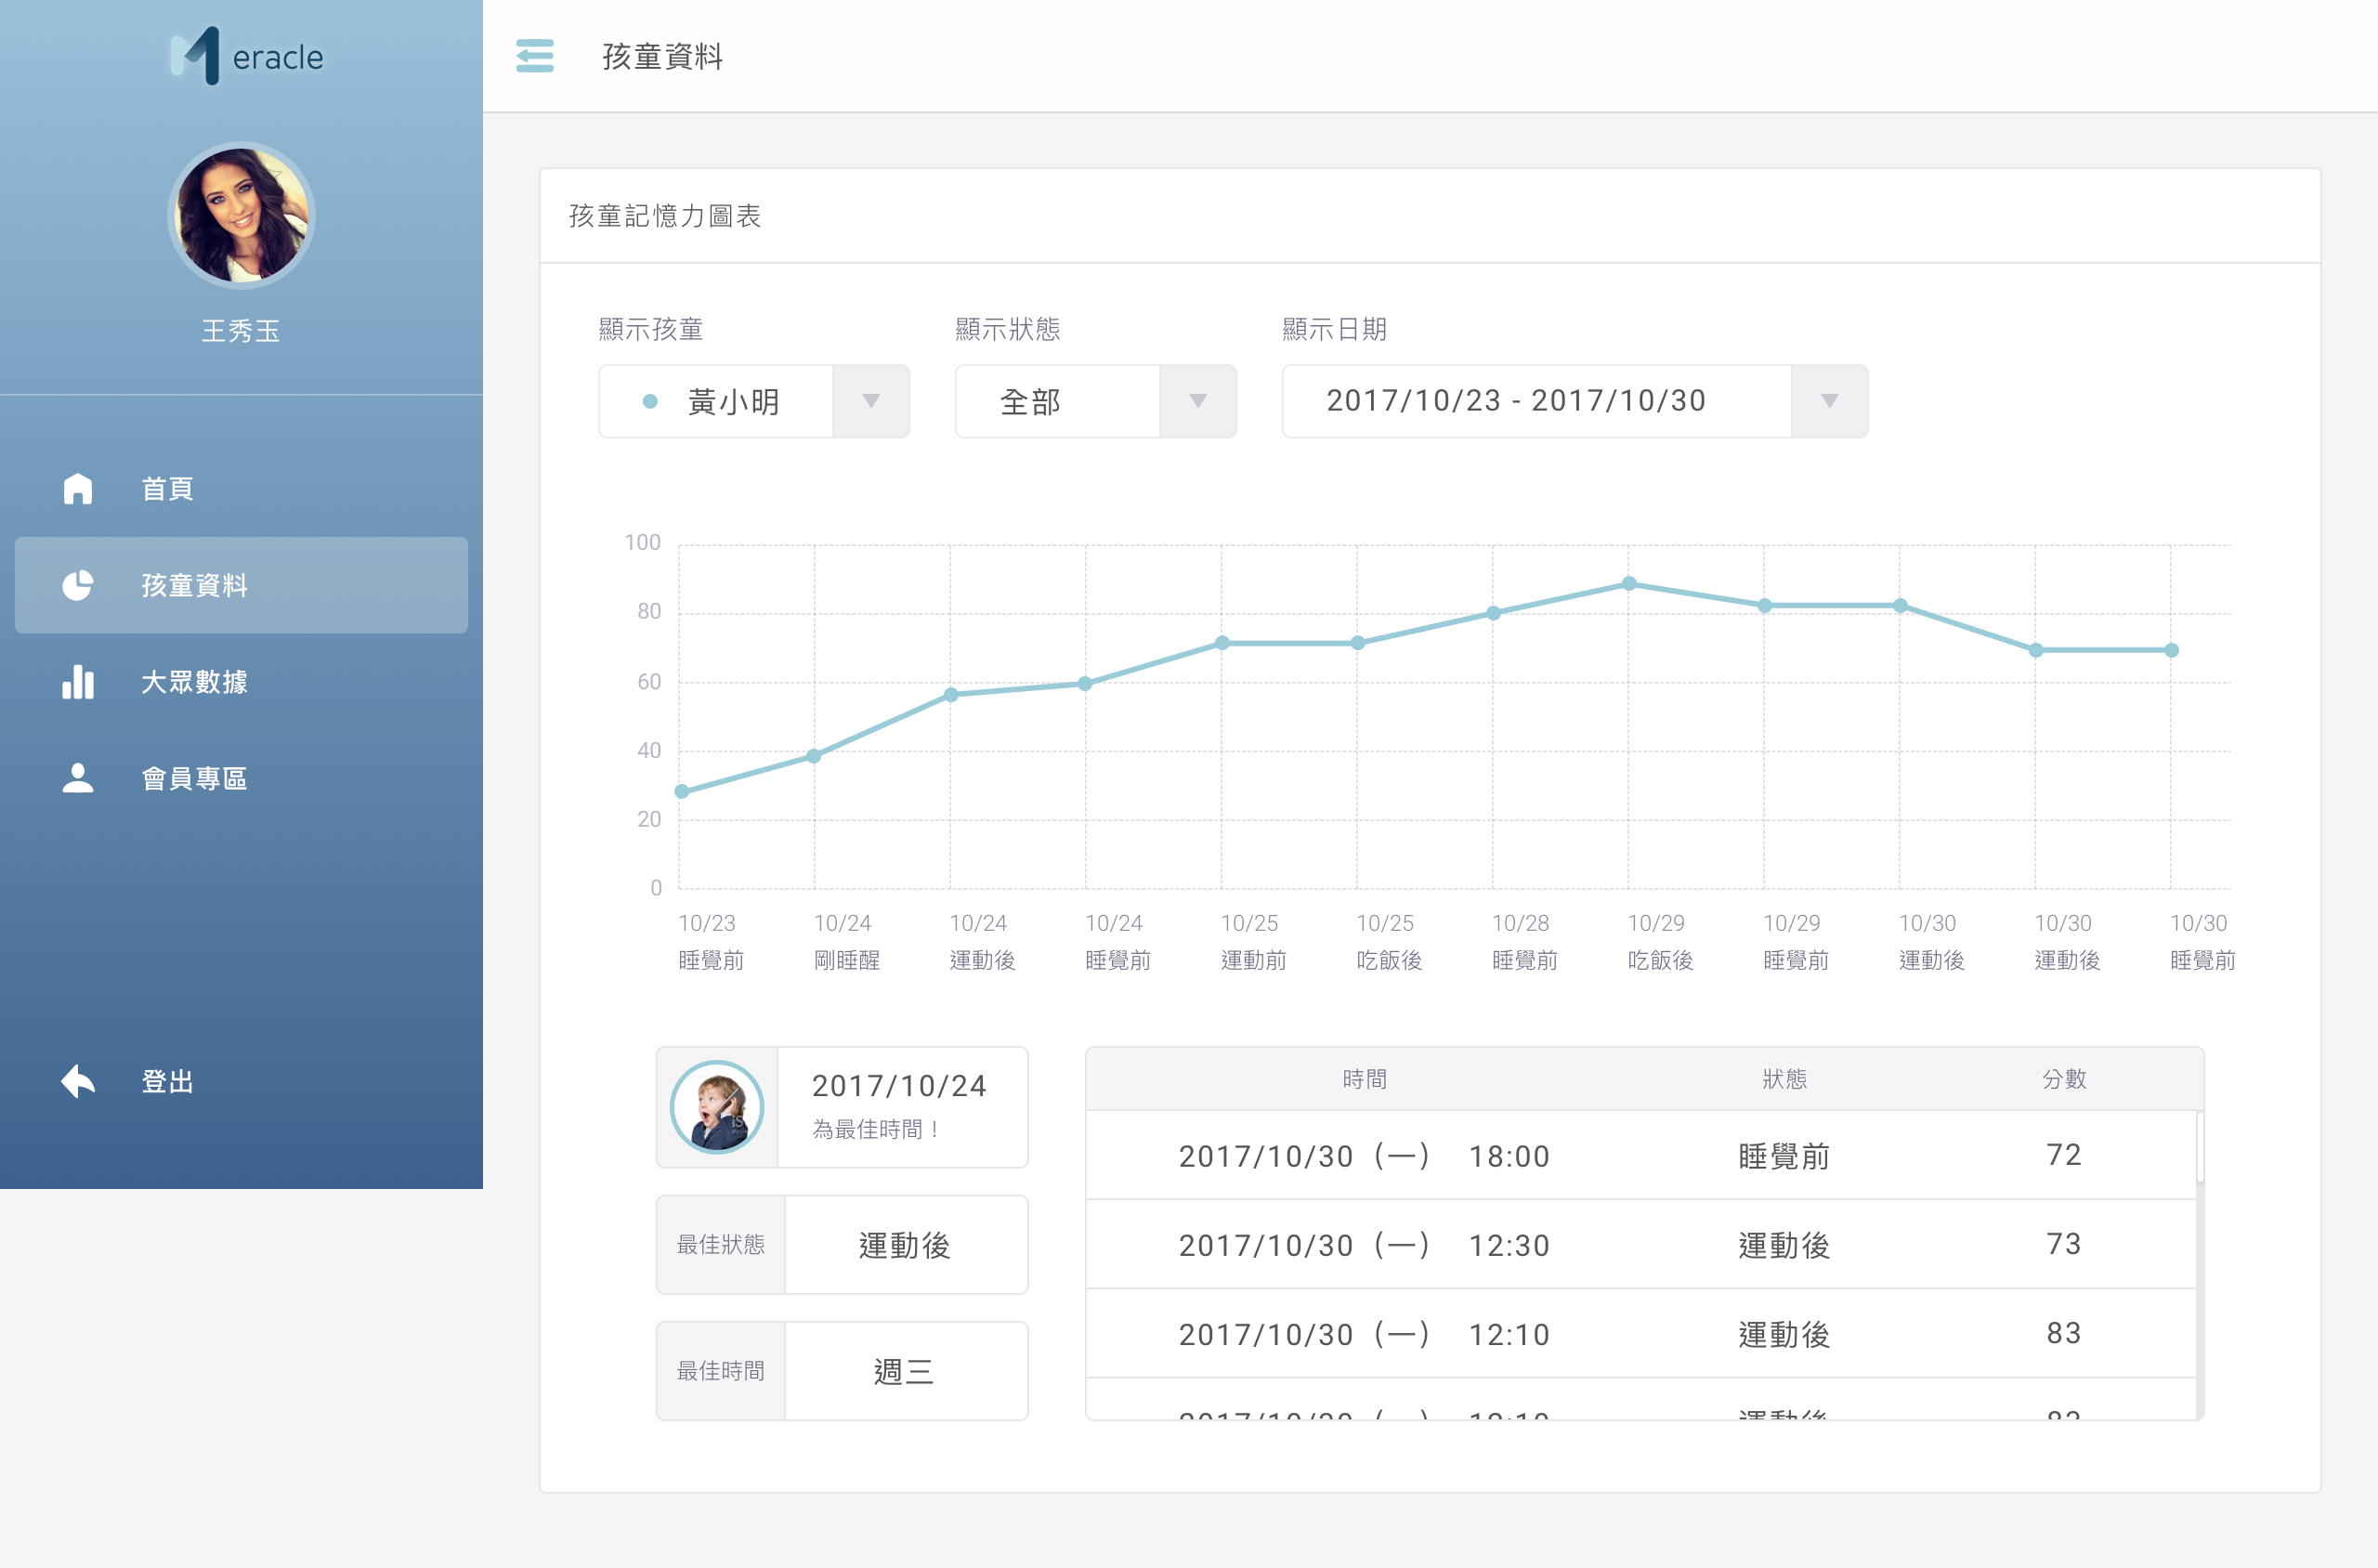 Meracle
王秀玉
首頁
孩童資料
大眾數據
會員專區
登出
孩童資料
孩童記憶力圖表
顯示孩童
顯示狀態
顯示日期
黃小明
全部
2017/10/23 - 2017/10/30
100
80
60
40
20
0
10/23 10/24 10/24 10/24 10/25 10/25 10/28 10/29 10/29 10/30 10/30 10/30
睡覺前 剛睡醒 運動後 睡覺前 運動前 吃飯後 睡覺前 吃飯後 睡覺前 運動後 運動後 睡覺前
2017/10/24
為最佳時間！
最佳狀態 運動後
最佳時間 週三
時間 狀態 分數
2017/10/30 （一） 18:00 睡覺前 72
2017/10/30 （一） 12:30 運動後 73
2017/10/30 （一） 12:10 運動後 83